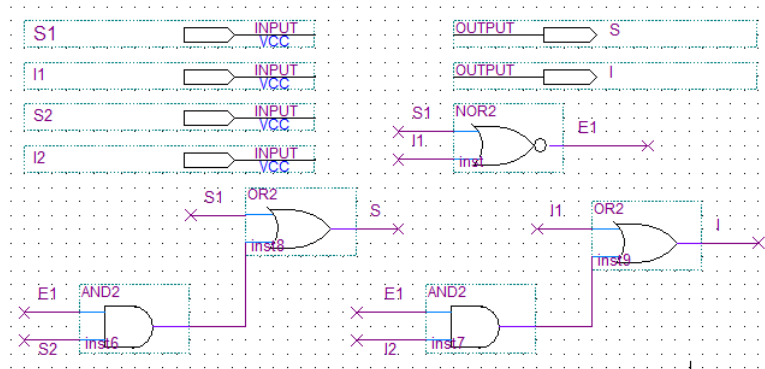 S1 INPUT VCC OUTPUT S
I1 INPUT VCC OUTPUT I
S2 INPUT VCC S1 NOR2 E1
I1 inst
I2 INPUT VCC
S1 OR2 S I1 OR2 I
inst8 inst9
E1 AND2 E1 AND2
S2 inst6 I2 inst7